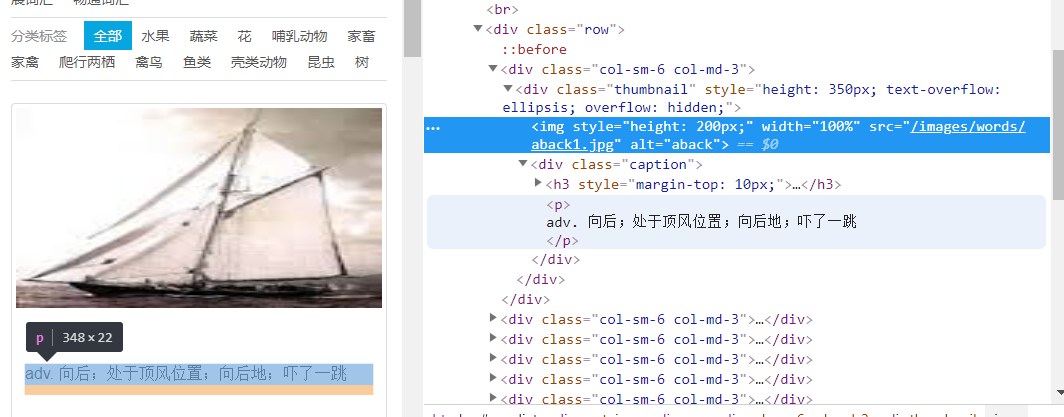 分类标签 全部 水果 蔬菜 花 哺乳动物 家畜
家禽 爬行两栖 禽鸟 鱼类 壳类动物 昆虫 树
p 348 × 22
adv. 向后；处于顶风位置；向后地；吓了一跳
<br>
<div class="row">
::before
<div class="col-sm-6 col-md-3">
<div class="thumbnail" style="height: 350px; text-overflow:
ellipsis; overflow: hidden;">
… <img style="height: 200px;" width="100%" src="/images/words/
aback1.jpg" alt="aback"> == $0
<div class="caption">
<h3 style="margin-top: 10px;">…</h3>
<p>
adv. 向后；处于顶风位置；向后地；吓了一跳
</p>
</div>
</div>
</div>
<div class="col-sm-6 col-md-3">…</div>
<div class="col-sm-6 col-md-3">…</div>
<div class="col-sm-6 col-md-3">…</div>
<div class="col-sm-6 col-md-3">…</div>
<div class="col-sm-6 col-md-3">…</div>